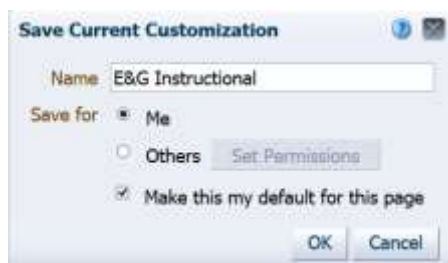 Save Current Customization
Name E&G Instructional
Save for Me
Others Set Permissions
Make this my default for this page
OK Cancel